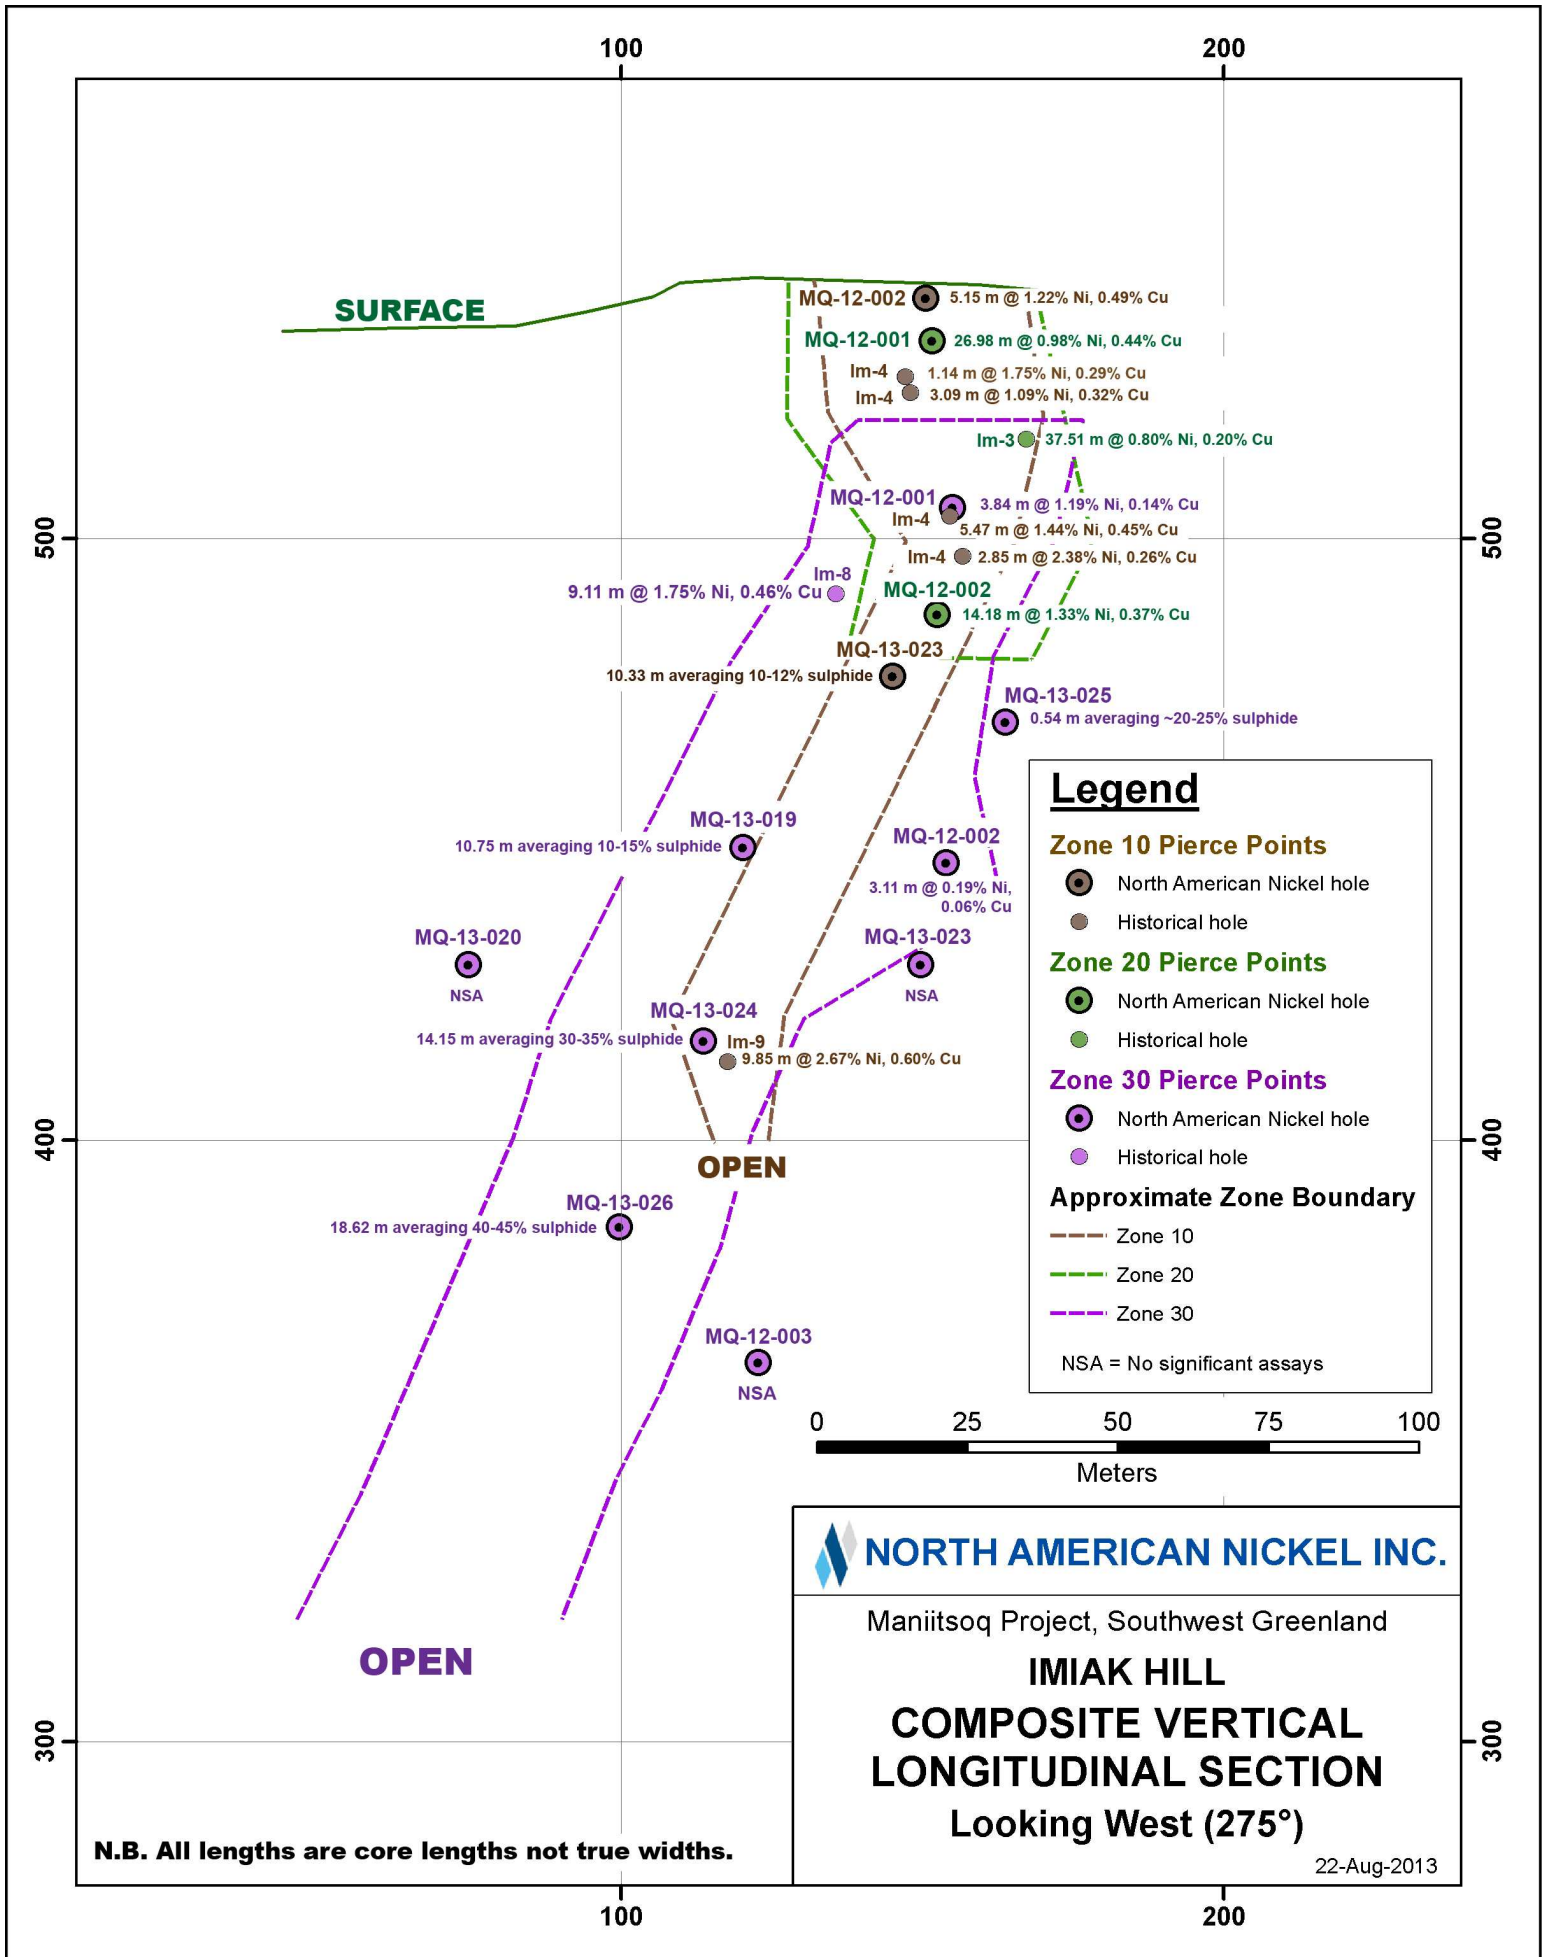 100
200
SURFACE
MQ-12-002
5.15 m @ 1.22% Ni, 0.49% Cu
MQ-12-001
26.98 m @ 0.98% Ni, 0.44% Cu
Im-4
1.14 m @ 1.75% Ni, 0.29% Cu
Im-4
3.09 m @ 1.09% Ni, 0.32% Cu
Im-3
37.51 m @ 0.80% Ni, 0.20% Cu
MQ-12-001
3.84 m @ 1.19% Ni, 0.14% Cu
Im-4
5.47 m @ 1.44% Ni, 0.45% Cu
500
500
Im-4
2.85 m @ 2.38% Ni, 0.26% Cu
Im-8
9.11 m @ 1.75% Ni, 0.46% Cu
MQ-12-002
14.18 m @ 1.33% Ni, 0.37% Cu
MQ-13-023
10.33 m averaging 10-12% sulphide
MQ-13-025
0.54 m averaging ~20-25% sulphide
MQ-13-019
10.75 m averaging 10-15% sulphide
MQ-12-002
3.11 m @ 0.19% Ni,
0.06% Cu
MQ-13-020
NSA
MQ-13-023
NSA
MQ-13-024
14.15 m averaging 30-35% sulphide
Im-9
9.85 m @ 2.67% Ni, 0.60% Cu
400
400
OPEN
MQ-13-026
18.62 m averaging 40-45% sulphide
MQ-12-003
NSA
OPEN
300
300
Legend
Zone 10 Pierce Points
North American Nickel hole
Historical hole
Zone 20 Pierce Points
North American Nickel hole
Historical hole
Zone 30 Pierce Points
North American Nickel hole
Historical hole
Approximate Zone Boundary
Zone 10
Zone 20
Zone 30
NSA = No significant assays
0 25 50 75 100
Meters
NORTH AMERICAN NICKEL INC.
Maniitsoq Project, Southwest Greenland
IMIAK HILL
COMPOSITE VERTICAL
LONGITUDINAL SECTION
Looking West (275°)
22-Aug-2013
N.B. All lengths are core lengths not true widths.
100
200